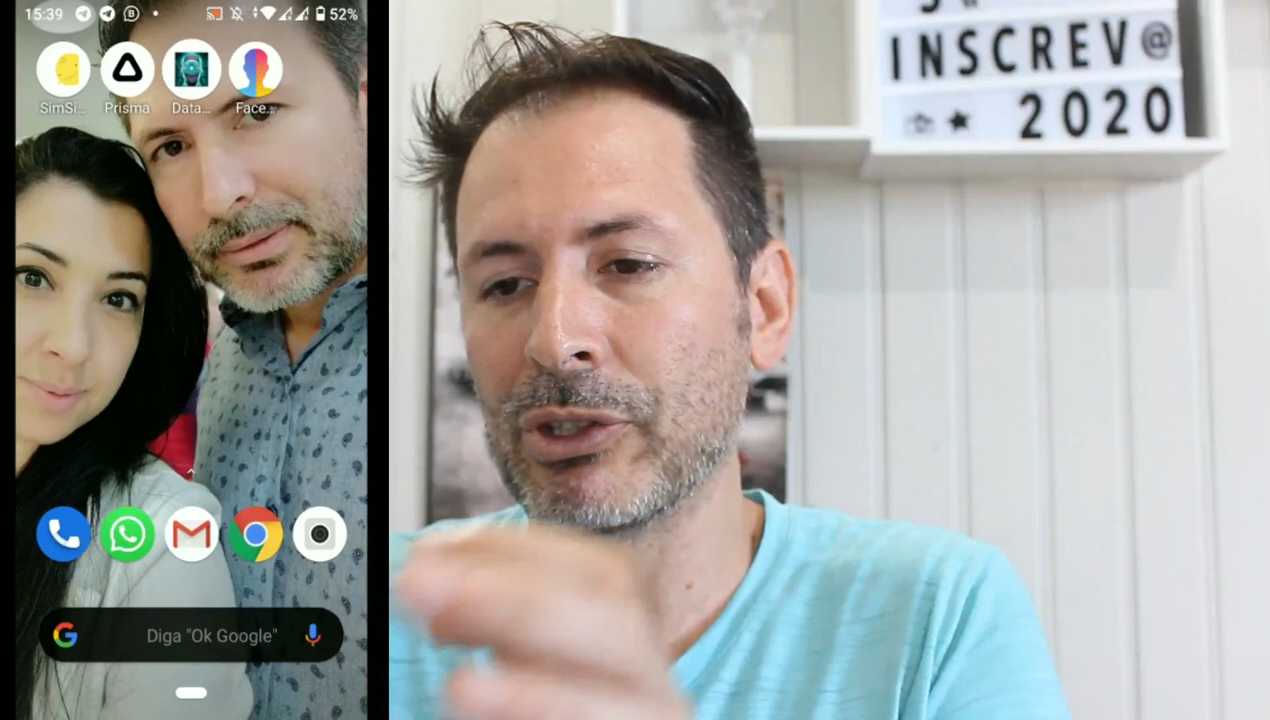 15:39
52%
SimSi...
Prisma
Data...
Face...
Diga "Ok Google"
INSCREV@
2020